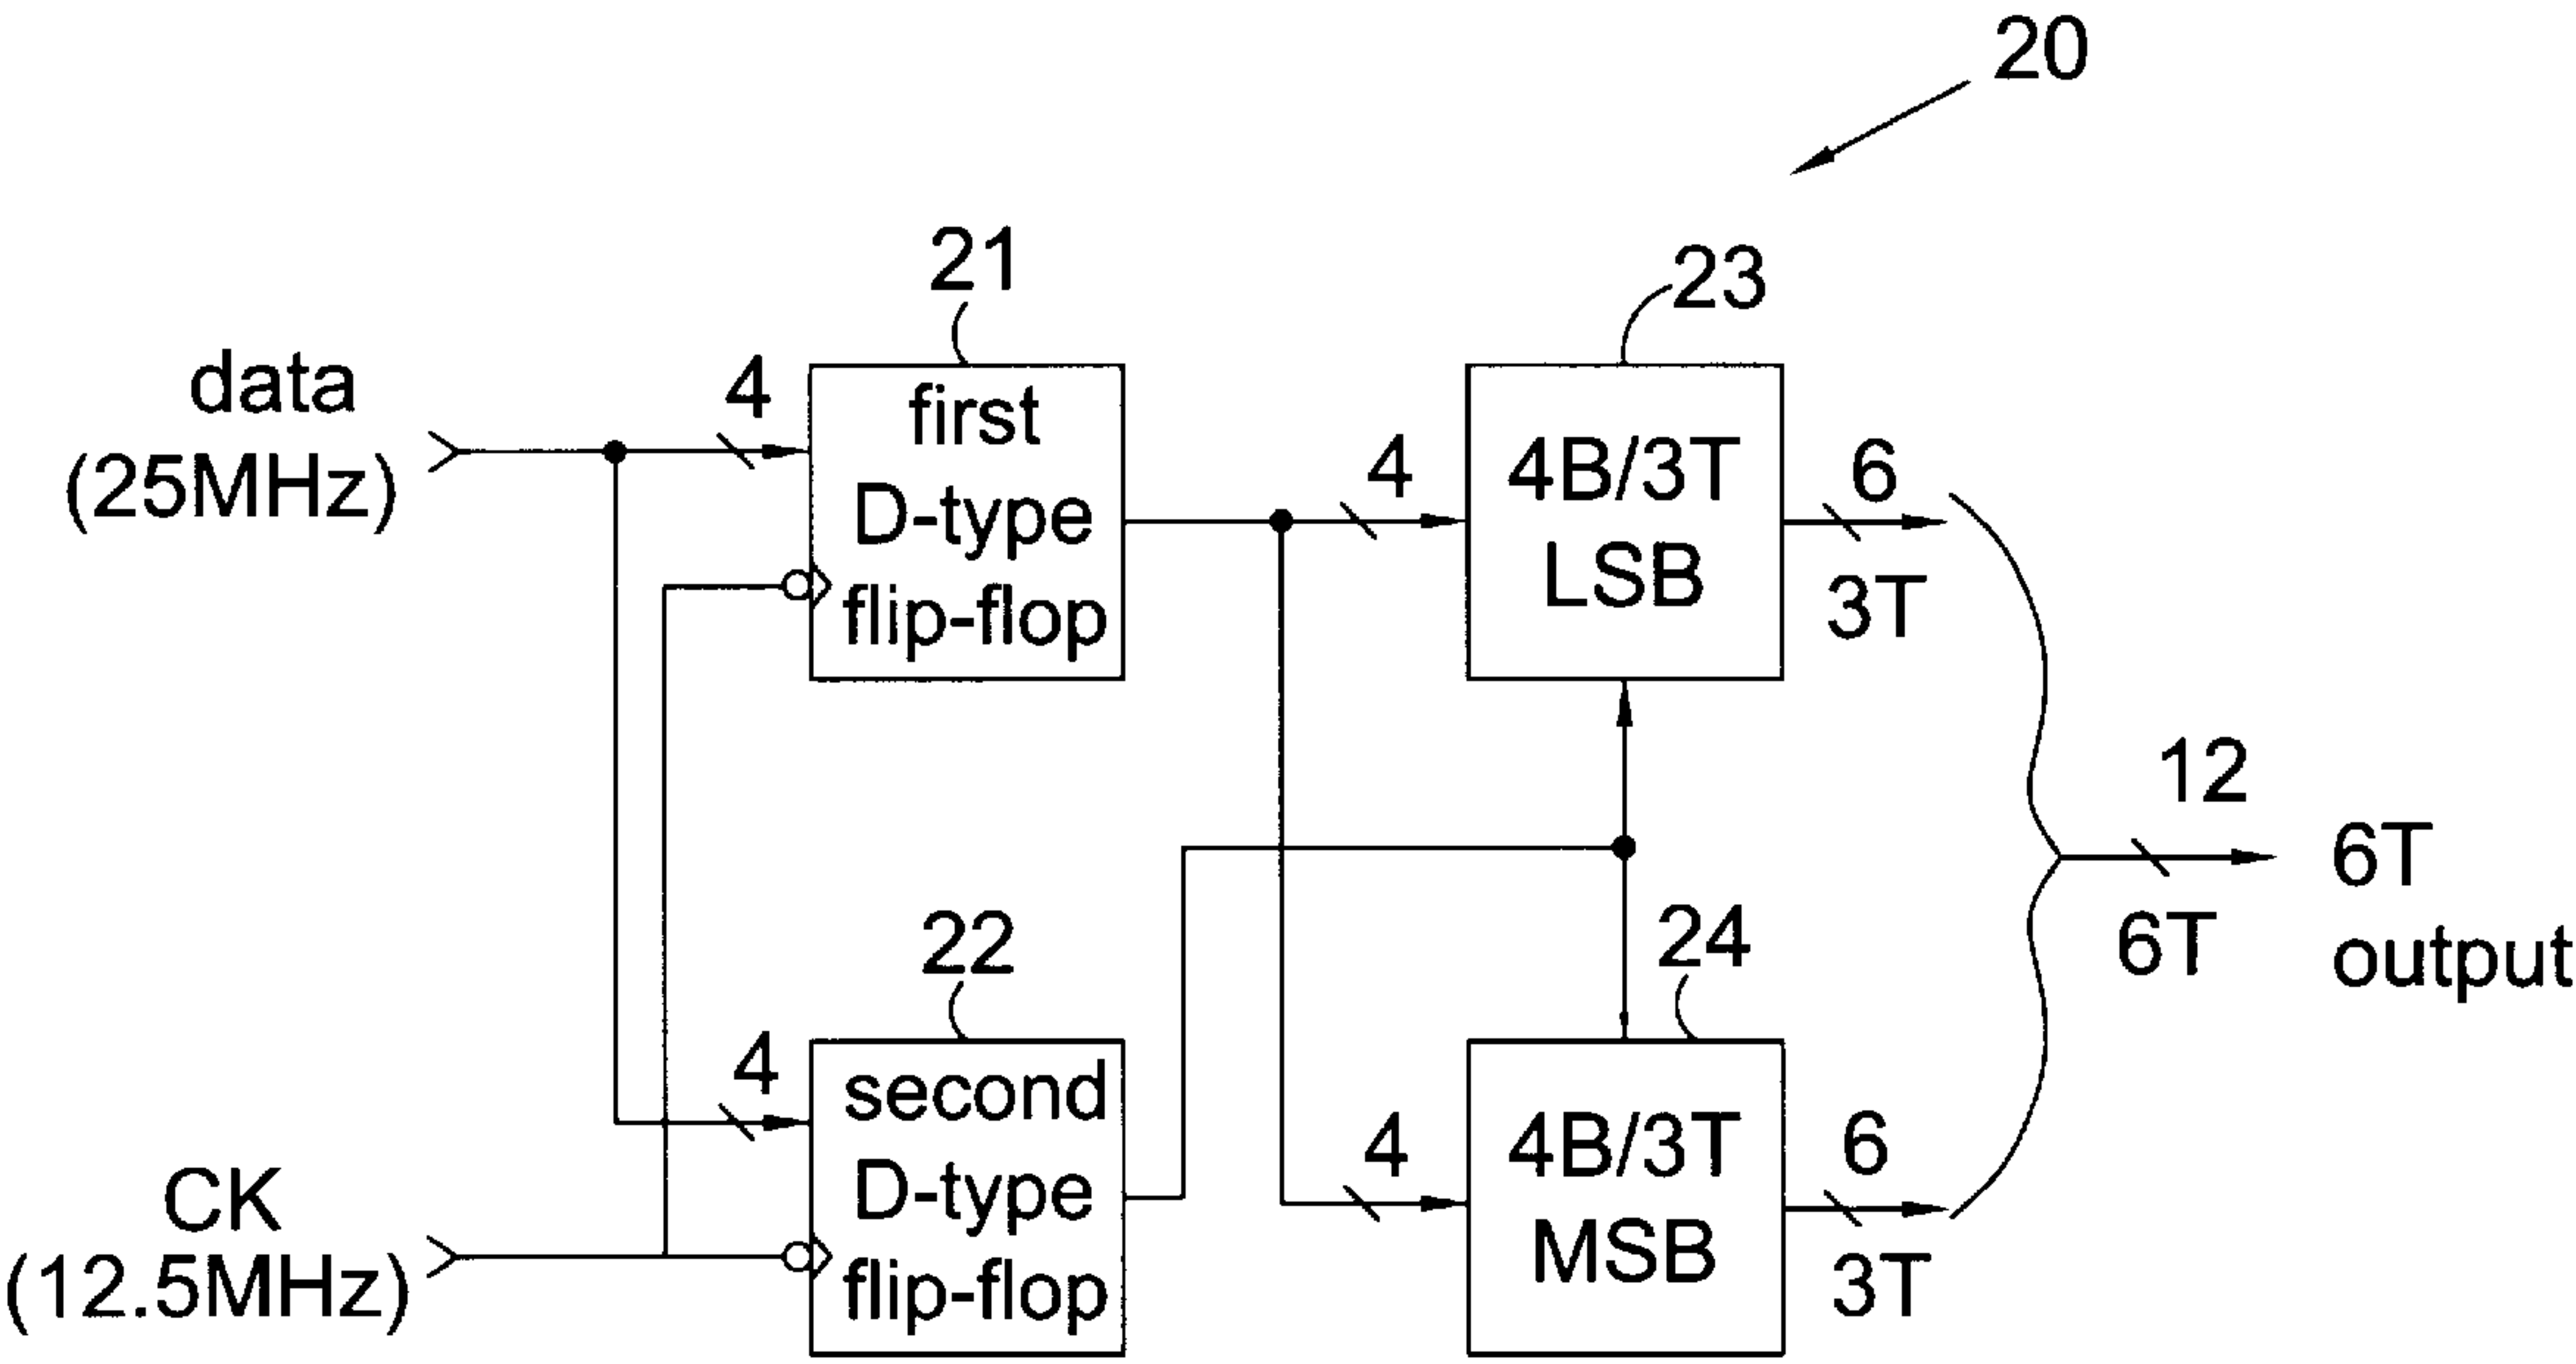 20
21
23
data
(25MHz)
4
first
D-type
flip-flop
4
4B/3T
LSB
6
3T
12
6T
6T
output
22
24
4
second
D-type
flip-flop
CK
(12.5MHz)
4
4B/3T
MSB
6
3T